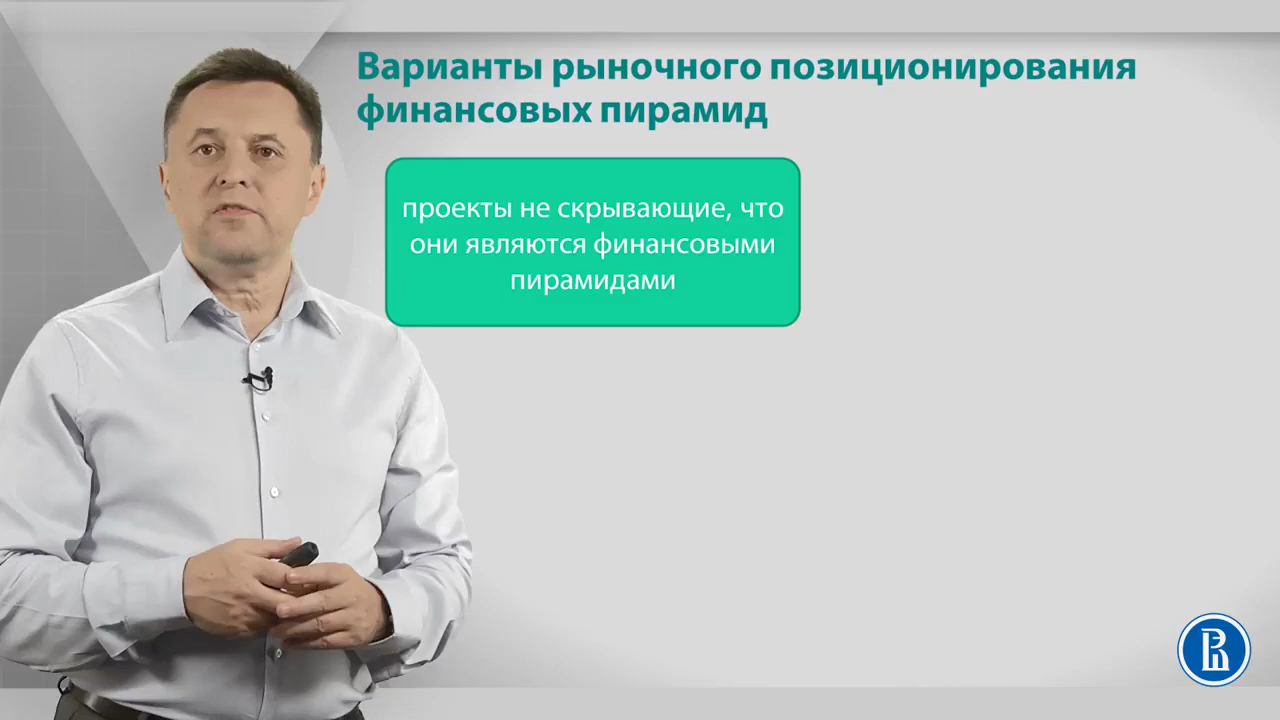 Варианты рыночного позиционирования
финансовых пирамид
проекты не скрывающие, что
они являются финансовыми
пирамидами